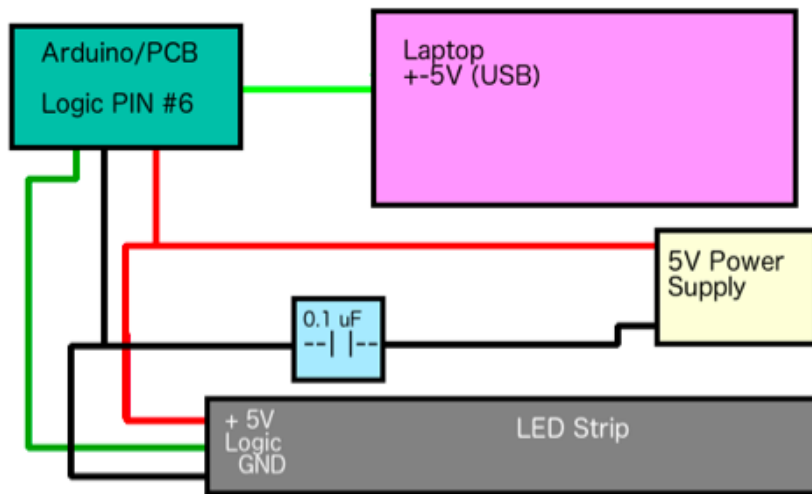 Arduino/PCB
Logic PIN #6
Laptop
+-5V (USB)
5V Power
Supply
0.1 uF
--| |--
+ 5V
Logic
GND
LED Strip